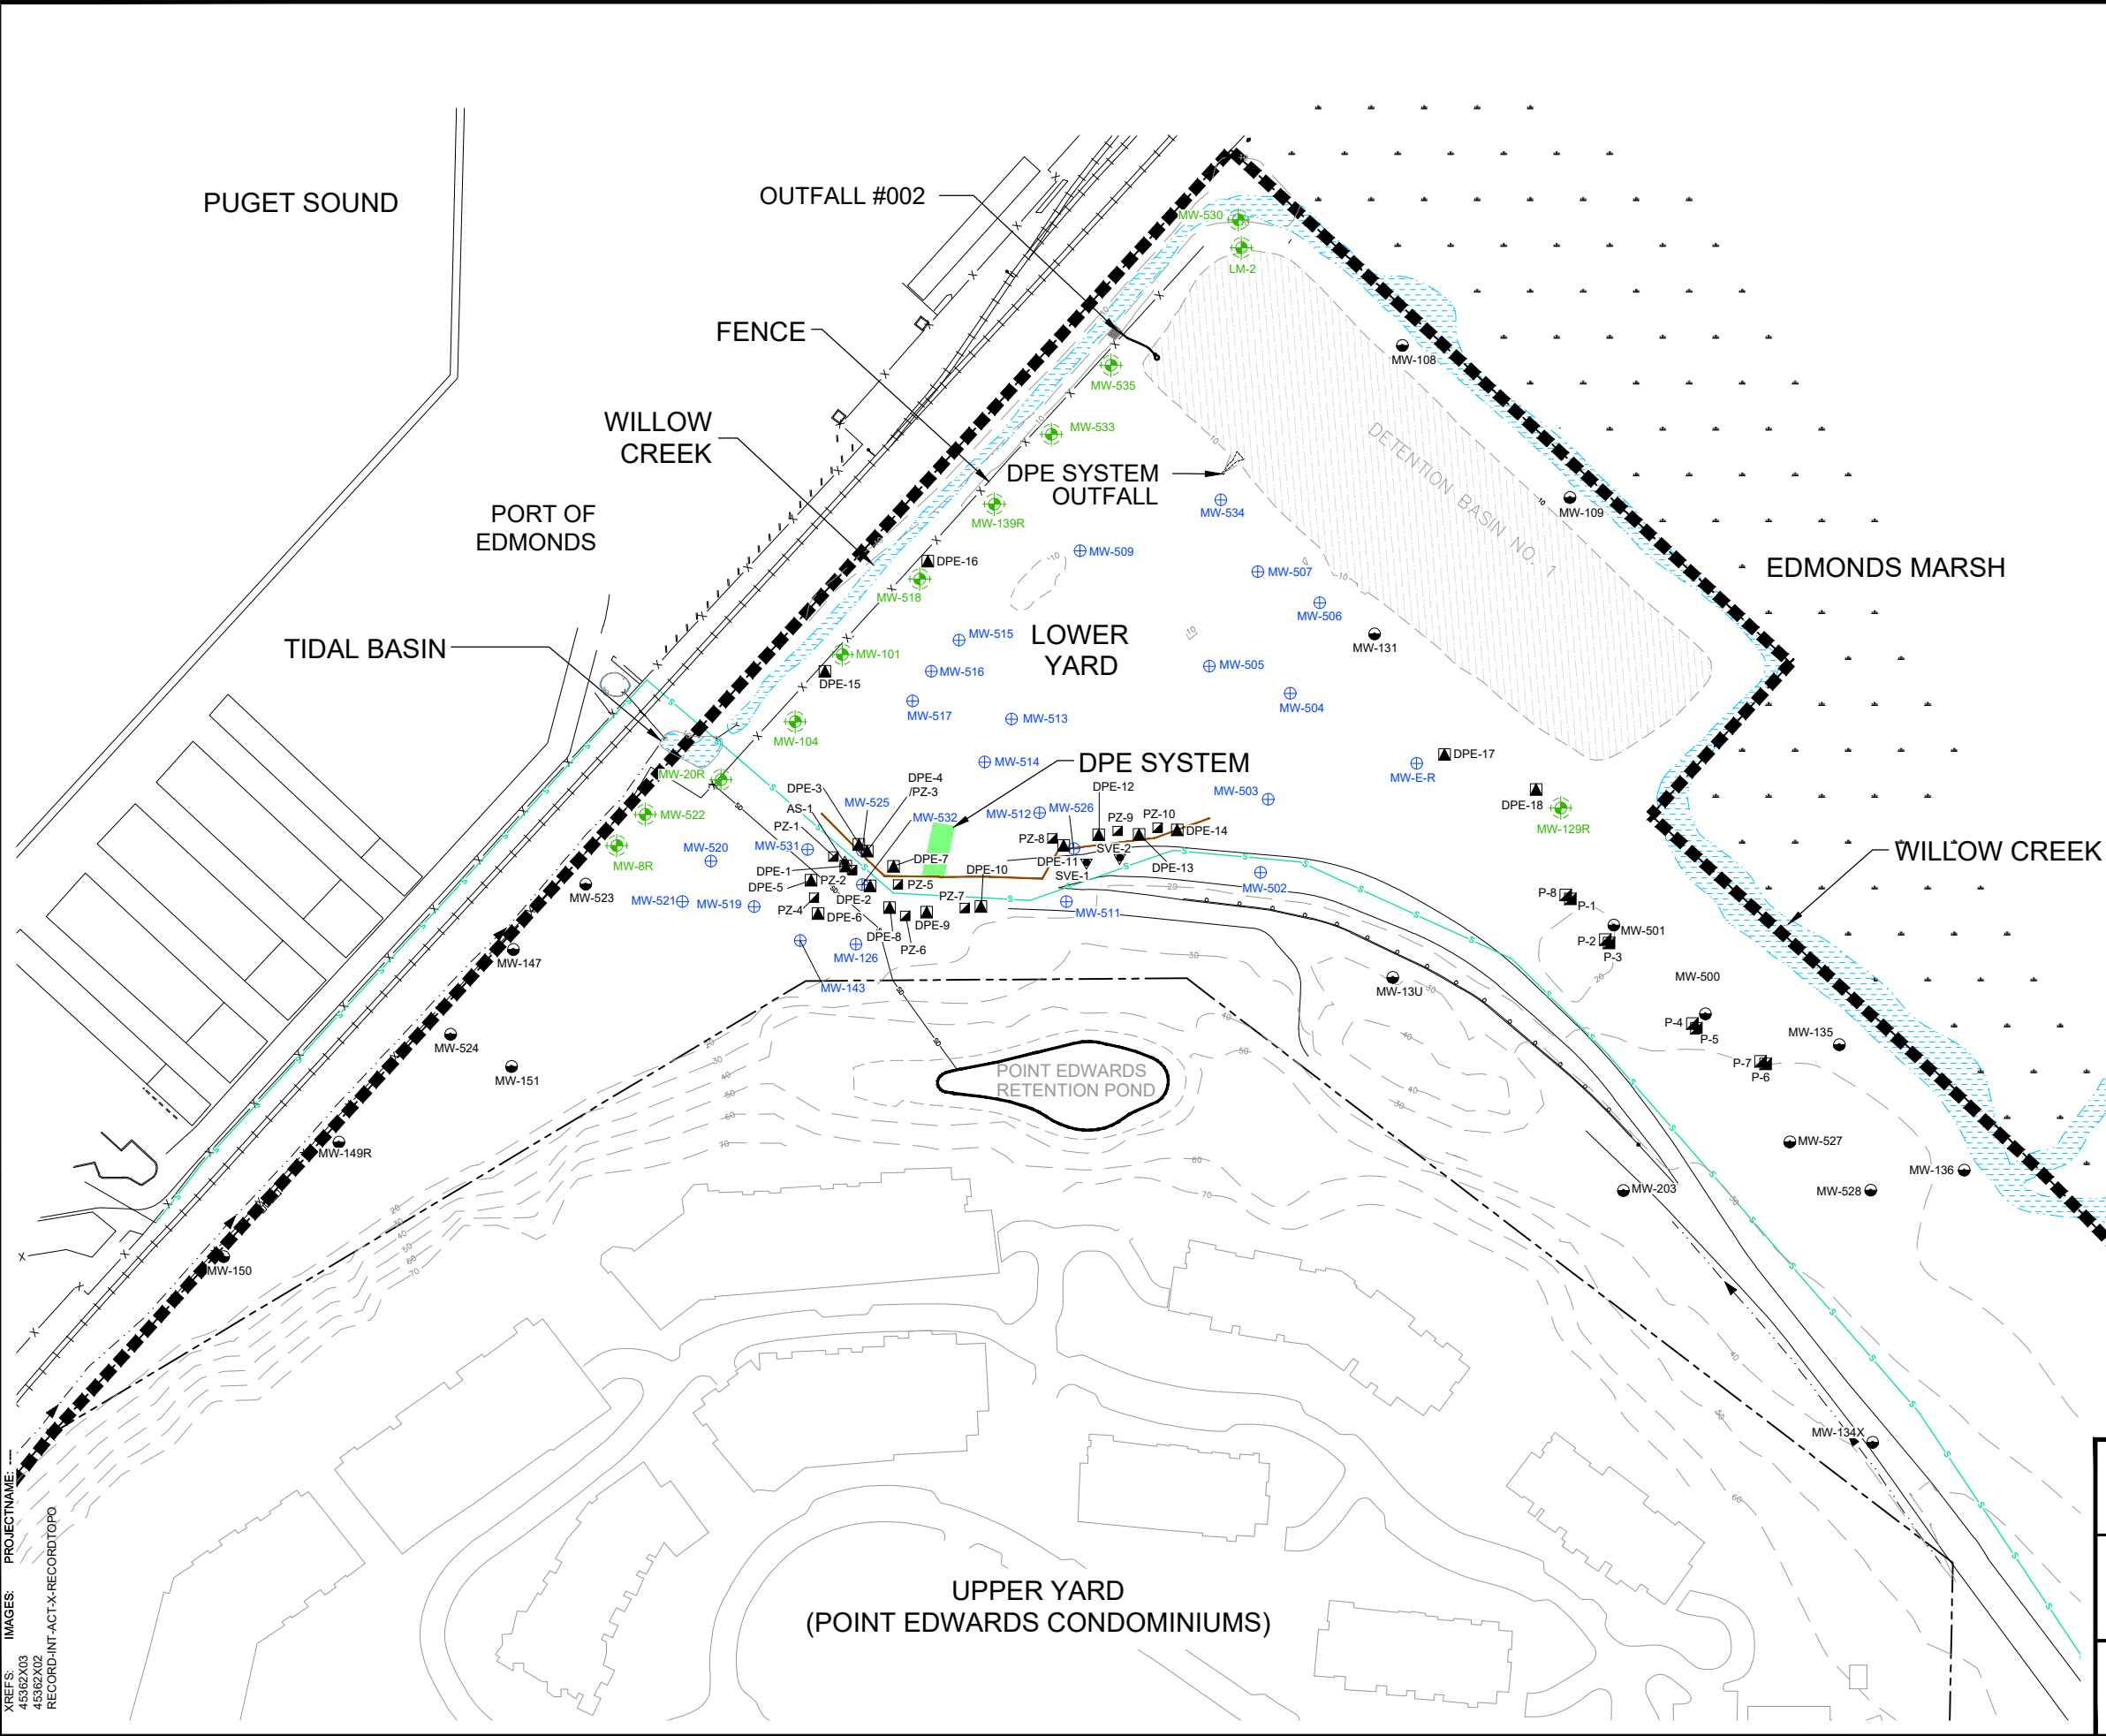 PUGET SOUND
OUTFALL #002
MW-530
LM-2
FENCE
MW-108
MW-535
WILLOW
CREEK
MW-533
DETENTION BASIN NO. 1
DPE SYSTEM
OUTFALL
PORT OF
EDMONDS
MW-139R
MW-534
MW-109
MW-509
DPE-16
MW-507
EDMONDS MARSH
MW-518
MW-506
TIDAL BASIN
MW-515
LOWER
YARD
MW-131
MW-101
MW-516
MW-505
DPE-15
MW-517
MW-504
MW-513
MW-104
MW-514
DPE SYSTEM
DPE-17
MW-20R
MW-E-R
DPE-3
DPE-4
/PZ-3
DPE-12
MW-503
DPE-18
AS-1
MW-525
MW-526
MW-512
PZ-9
PZ-10
MW-522
PZ-1
MW-532
MW-129R
PZ-8
DPE-14
MW-531
SVE-2
WILLOW CREEK
MW-520
MW-8R
DPE-7
DPE-11
DPE-1
DPE-10
DPE-13
SVE-1
PZ-2
DPE-5
PZ-5
MW-502
MW-523
MW-521
MW-519
DPE-2
PZ-7
P-8
P-1
PZ-4
DPE-6
MW-511
DPE-9
DPE-8
MW-501
P-2
PZ-6
MW-126
P-3
MW-147
MW-143
MW-13U
MW-500
P-4
P-5
MW-135
MW-524
MW-151
POINT EDWARDS
RETENTION POND
P-7
P-6
MW-149R
MW-527
MW-136
MW-203
MW-528
MW-150
MW-134X
UPPER YARD
(POINT EDWARDS CONDOMINIUMS)
XREFS: IMAGES: PROJECTNAME: ----
45362X03
45362X02
RECORD-INT-ACT-X-RECORDTOPO